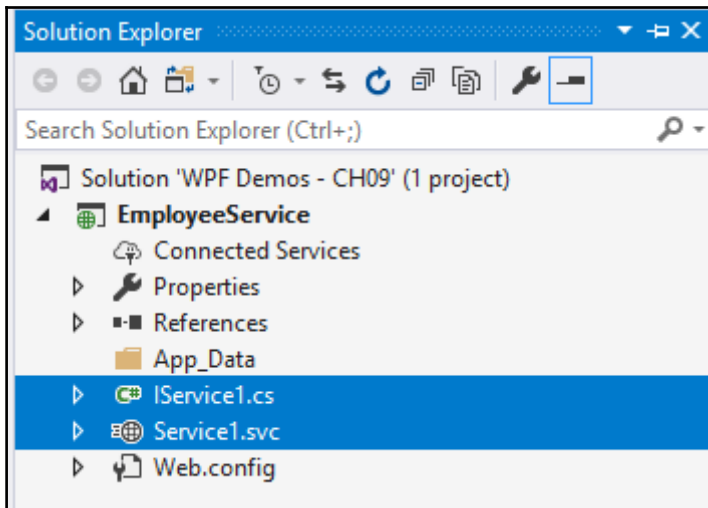 Solution Explorer
Search Solution Explorer (Ctrl+;)
Solution 'WPF Demos - CH09' (1 project)
EmployeeService
Connected Services
Properties
References
App_Data
C# IService1.cs
Service1.svc
Web.config